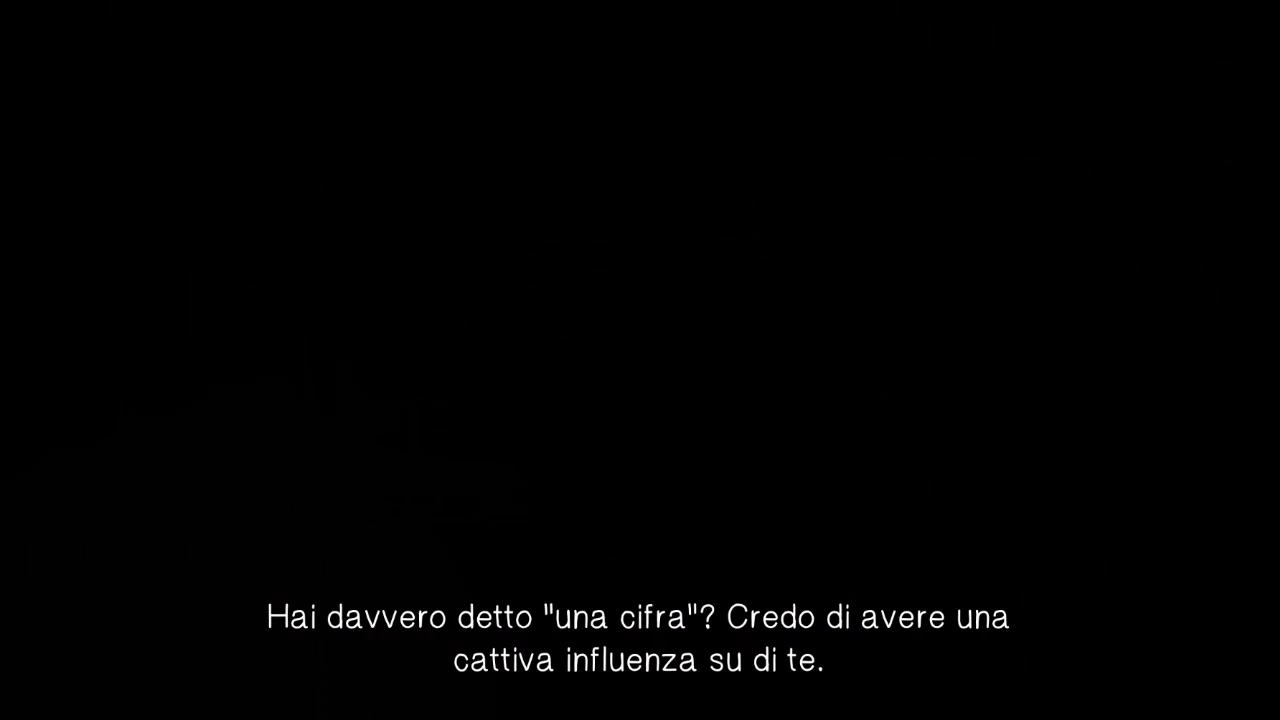 Hai davvero detto "una cifra"? Credo di avere una
cattiva influenza su di te.